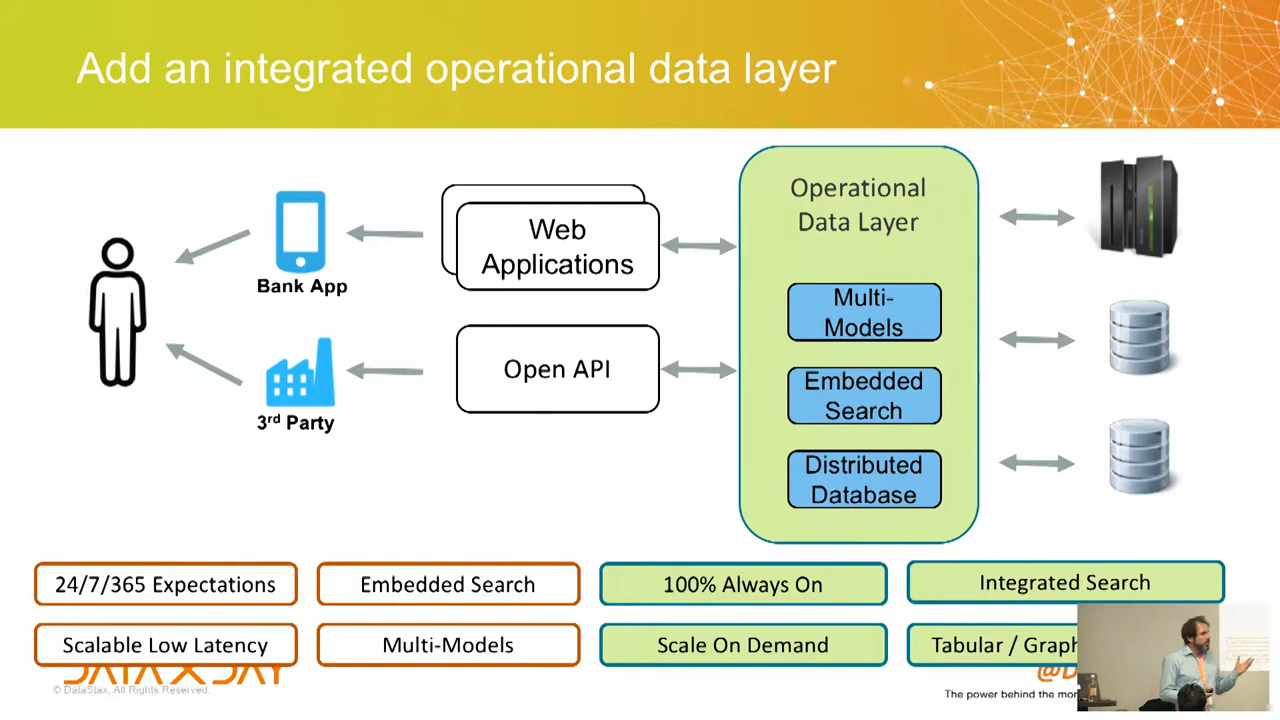 Add an integrated operational data layer
Operational
Data Layer
Web
Applications
Bank App
Multi-
Models
Open API
Embedded
Search
3rd Party
Distributed
Database
24/7/365 Expectations
Embedded Search
100% Always On
Integrated Search
Scalable Low Latency
Multi-Models
Scale On Demand
Tabular / Graph
DATA X DAY
@D
© DataStax, All Rights Reserved.
The power behind the